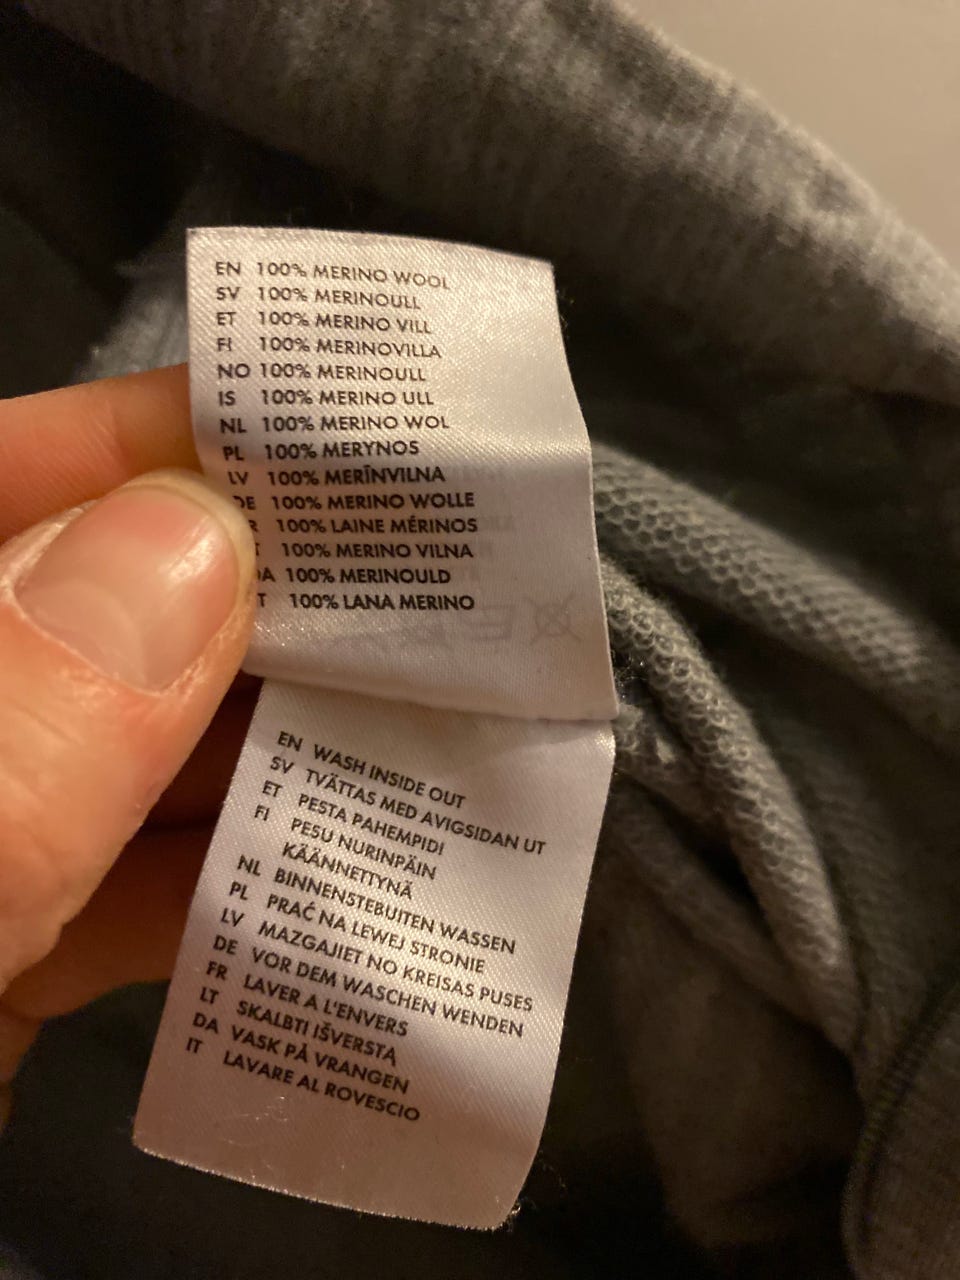 EN 100% MERINO WOOL
SV 100% MERINOULL
ET 100% MERINO VILL
FI 100% MERINOVILLA
NO 100% MERINOULL
IS 100% MERINO ULL
NL 100% MERINO WOL
PL 100% MERYNOS
LV 100% MERĪNVILNA
DE 100% MERINO WOLLE
R 100% LAINE MÉRINOS
T 100% MERINO VILNA
A 100% MERINOULD
T 100% LANA MERINO
EN WASH INSIDE OUT
SV TVÄTTAS MED AVIGSIDAN UT
ET PESTA PAHEMPIDI
FI PESU NURINPÄIN
KÄÄNNETTYNÄ
NL BINNENSTEBUITEN WASSEN
PL PRAĆ NA LEWEJ STRONIE
LV MAZGAJIET NO KREISAS PUSES
DE VOR DEM WASCHEN WENDEN
FR LAVER A L'ENVERS
LT SKALBTI IŠVERSTĄ
DA VASK PÅ VRANGEN
IT LAVARE AL ROVESCIO